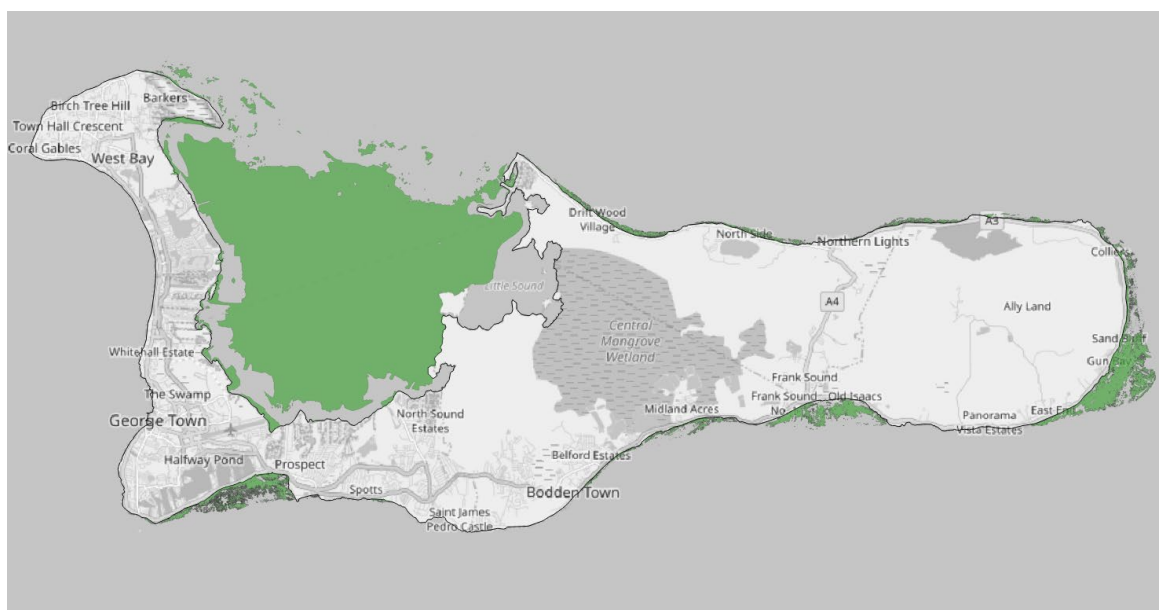 Barkers
Birch Tree Hill
Town Hall Crescent
Coral Gables
West Bay
Drift Wood
Village
North Side
Northern Lights
A3
Colliers
Little Sound
A4
Ally Land
Central
Mangrove
Wetland
Sand Bluff
Whitehall Estate
Gun Bay
Frank Sound
The Swamp
Frank Sound
Old Isaacs
George Town
North Sound
Estates
Midland Acres
No.
Panorama
Vista Estates
East End
Halfway Pond
Prospect
Belford Estates
Spotts
Bodden Town
Saint James
Pedro Castle